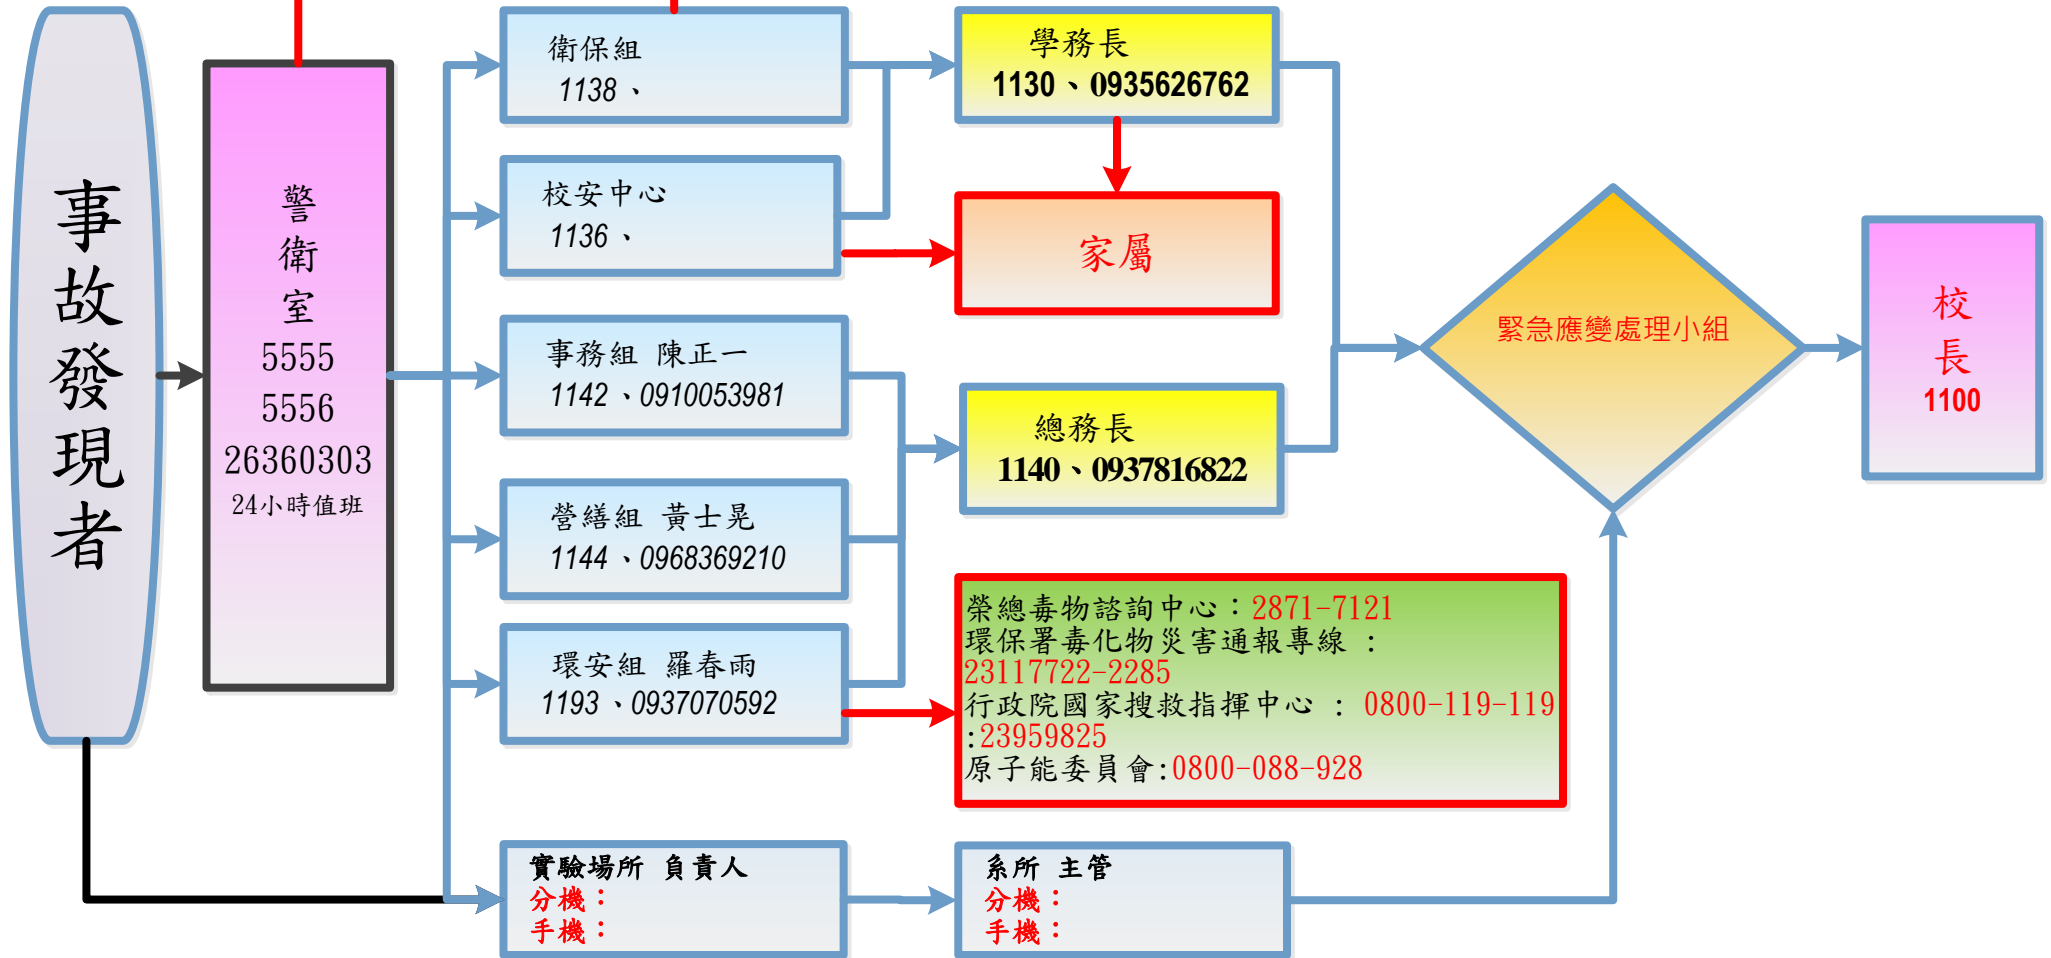 事故發現者
警衛室
5555
5556
26360303
24小時值班
衛保組
1138、
校安中心
1136、
事務組 陳正一
1142、0910053981
營繕組 黃士晃
1144、0968369210
環安組 羅春雨
1193、0937070592
實驗場所 負責人
分機：
手機：
學務長
1130、0935626762
家屬
總務長
1140、0937816822
榮總毒物諮詢中心：2871-7121
環保署毒化物災害通報專線 :
23117722-2285
行政院國家搜救指揮中心 : 0800-119-119
:23959825
原子能委員會:0800-088-928
系所 主管
分機：
手機：
緊急應變處理小組
校長
1100